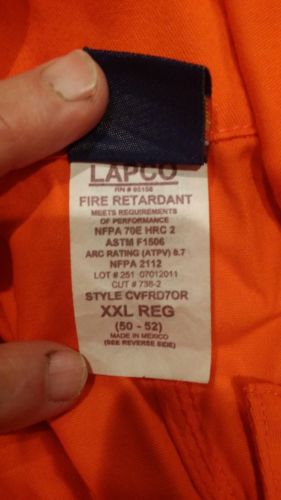 LAPCO
RN # 85156
FIRE RETARDANT
MEETS REQUIREMENTS
OF PERFORMANCE
NFPA 70E HRC 2
ASTM F1506
ARC RATING (ATPV) 8.7
NFPA 2112
LOT # 251 07012011
CUT # 738-2
STYLE CVFRD7OR
XXL REG
(50 - 52)
MADE IN MEXICO
(SEE REVERSE SIDE)